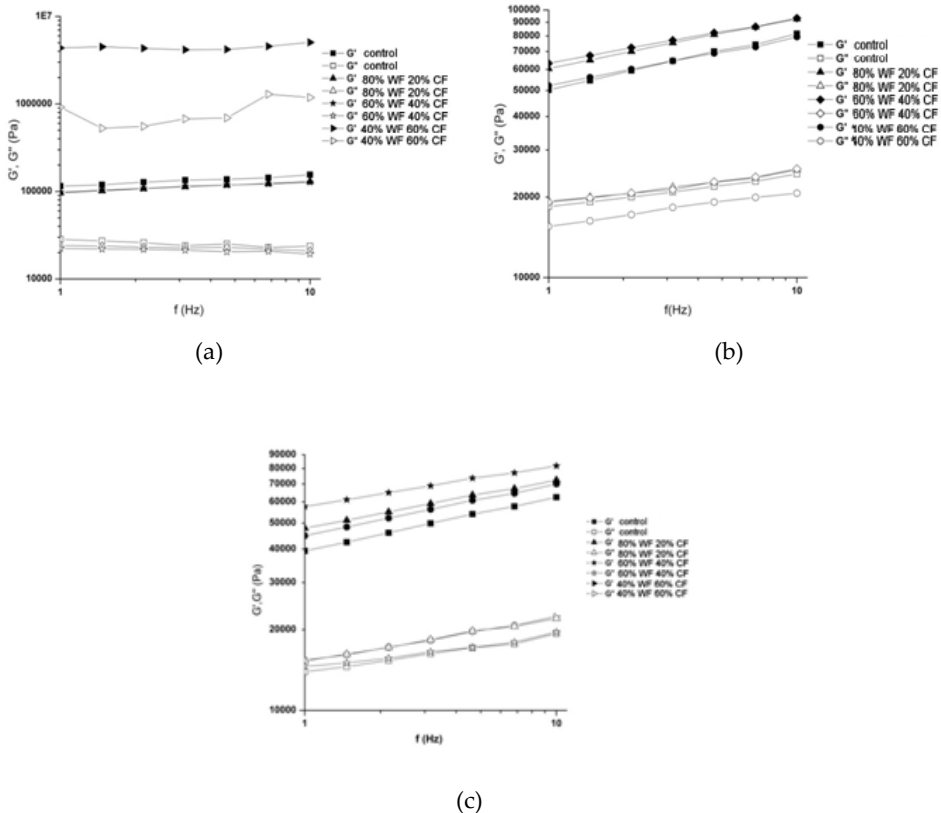 1E7
1000000
100000
10000
G', G" (Pa)
1
10
f (Hz)
G' control
G" control
G' 80% WF 20% CF
G" 80% WF 20% CF
G' 60% WF 40% CF
G" 60% WF 40% CF
G' 40% WF 60% CF
G" 40% WF 60% CF
(a)
100000
90000
80000
70000
60000
50000
40000
30000
20000
10000
G', G" (Pa)
1
10
f(Hz)
G' control
G" control
G' 80% WF 20% CF
G" 80% WF 20% CF
G' 60% WF 40% CF
G" 60% WF 40% CF
G' 40% WF 60% CF
G" 40% WF 60% CF
(b)
90000
80000
70000
60000
50000
40000
30000
20000
10000
G',G" (Pa)
1
10
f (Hz)
G' control
G" control
G' 80% WF 20% CF
G" 80% WF 20% CF
G' 60% WF 40% CF
G" 60% WF 40% CF
G' 40% WF 60% CF
G" 40% WF 60% CF
(c)